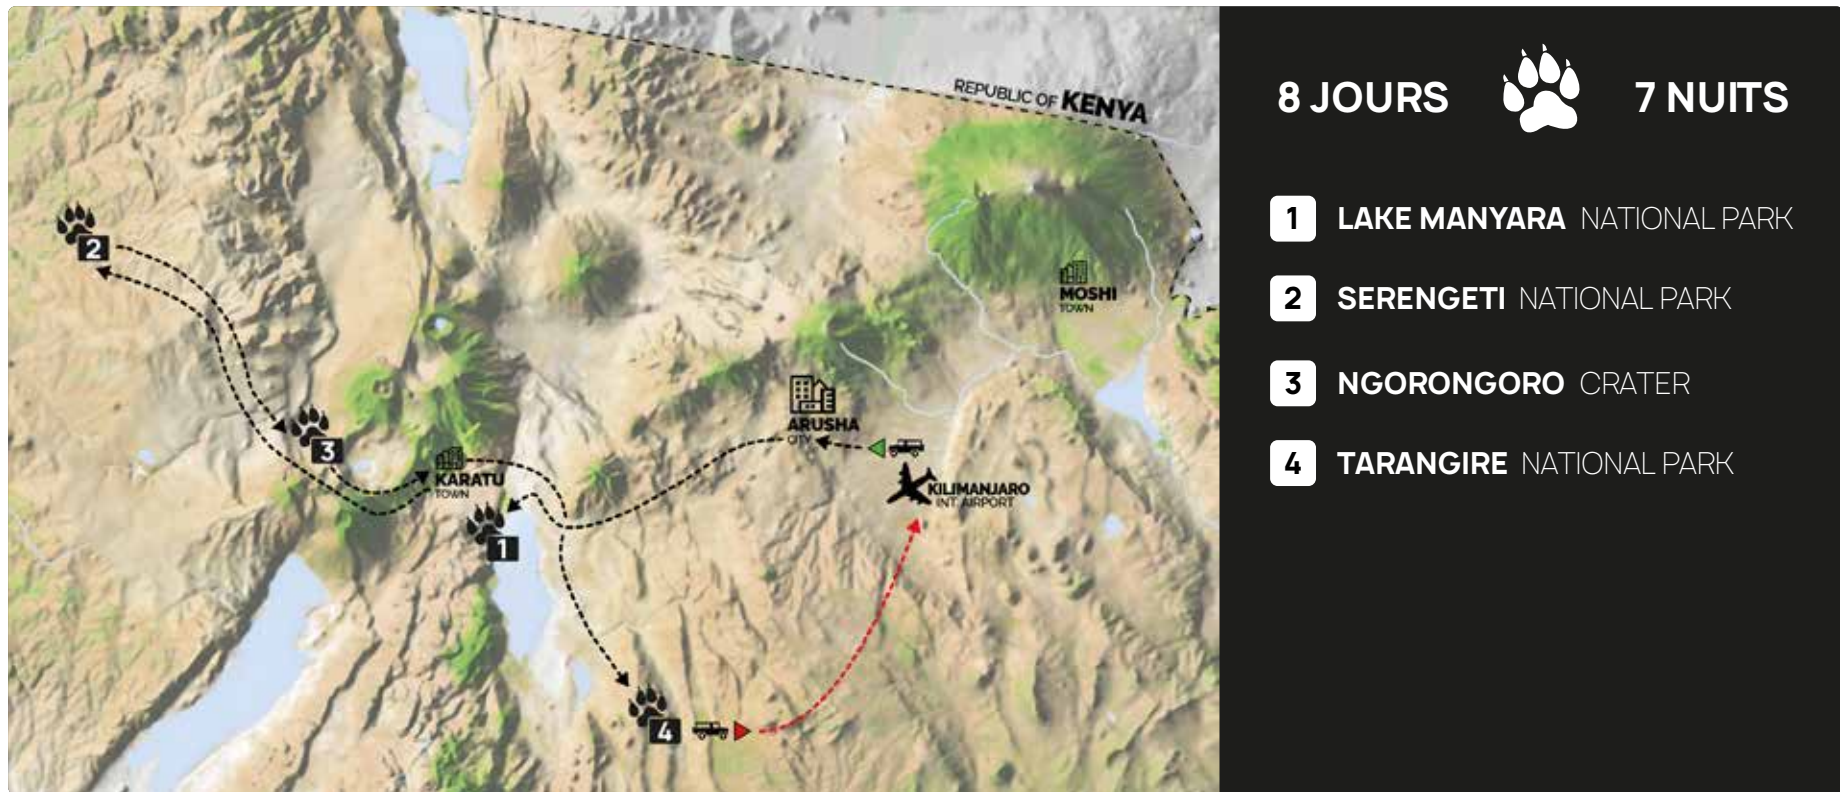 REPUBLIC OF KENYA
2
MOSHI
TOWN
ARUSHA
CITY
3
KARATU
TOWN
KILIMANJARO
INT. AIRPORT
1
4
8 JOURS 7 NUITS
1 LAKE MANYARA NATIONAL PARK
2 SERENGETI NATIONAL PARK
3 NGORONGORO CRATER
4 TARANGIRE NATIONAL PARK